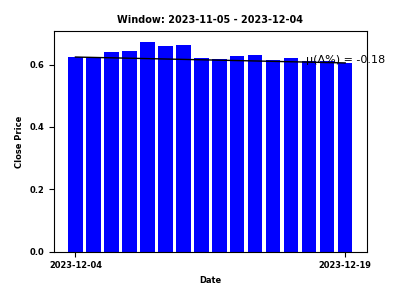 Window: 2023-11-05 - 2023-12-04
μ(Δ%) = -0.18
Close Price
0.6
0.4
0.2
0.0
2023-12-04 2023-12-19
Date